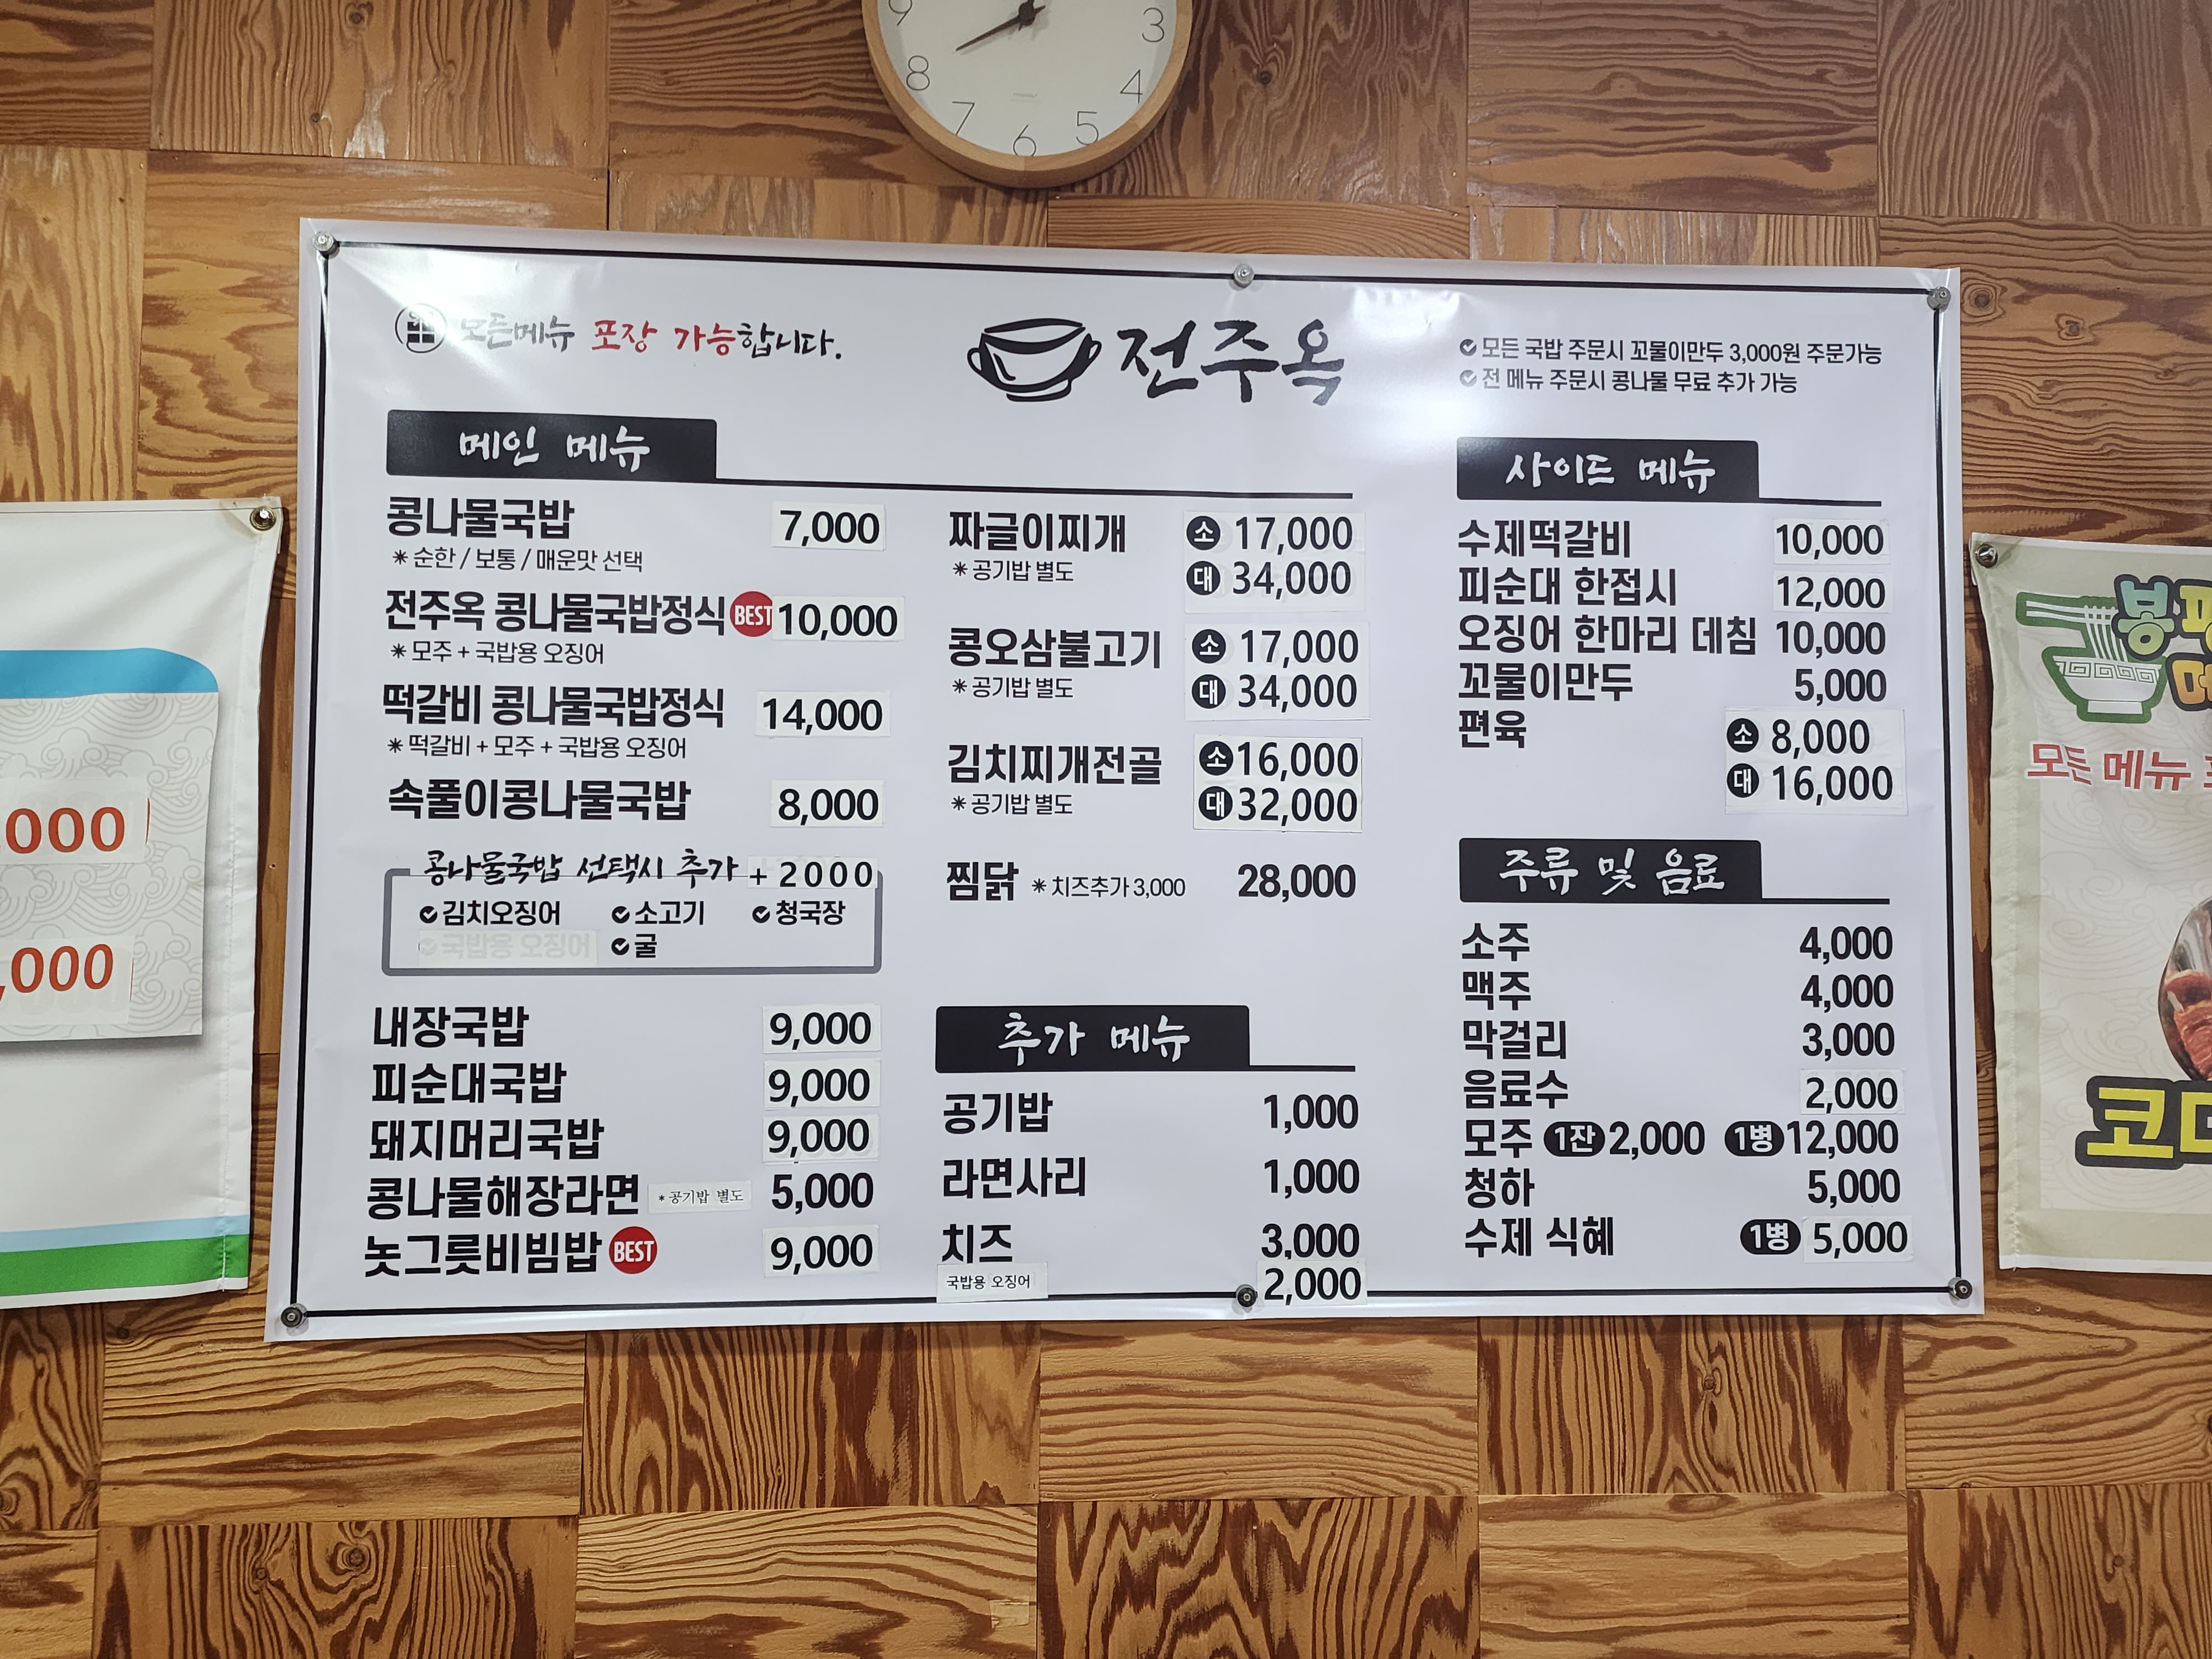 9
3
8
4
7
5
6
모든메뉴 포장 가능합니다.
전주옥
모든 국밥 주문시 꼬물이만두 3,000원 주문가능
전 메뉴 주문시 콩나물 무료 추가 가능
메인 메뉴
콩나물국밥 7,000
* 순한 / 보통 / 매운맛 선택
전주옥 콩나물국밥정식 BEST 10,000
* 모주 + 국밥용 오징어
떡갈비 콩나물국밥정식 14,000
* 떡갈비 + 모주 + 국밥용 오징어
속풀이콩나물국밥 8,000
콩나물국밥 선택시 추가 +2000
김치오징어 소고기 청국장
국밥용 오징어 굴
내장국밥 9,000
피순대국밥 9,000
돼지머리국밥 9,000
콩나물해장라면 *공기밥 별도 5,000
놋그릇비빔밥 BEST 9,000
짜글이찌개 소 17,000
* 공기밥 별도 대 34,000
콩오삼불고기 소 17,000
* 공기밥 별도 대 34,000
김치찌개전골 소 16,000
* 공기밥 별도 대 32,000
찜닭 * 치즈추가 3,000 28,000
추가 메뉴
공기밥 1,000
라면사리 1,000
치즈 3,000
국밥용 오징어 2,000
사이드 메뉴
수제떡갈비 10,000
피순대 한접시 12,000
오징어 한마리 데침 10,000
꼬물이만두 5,000
편육 소 8,000
대 16,000
주류 및 음료
소주 4,000
맥주 4,000
막걸리 3,000
음료수 2,000
모주 1잔 2,000 1병 12,000
청하 5,000
수제 식혜 1병 5,000
000
,000
모든 메뉴